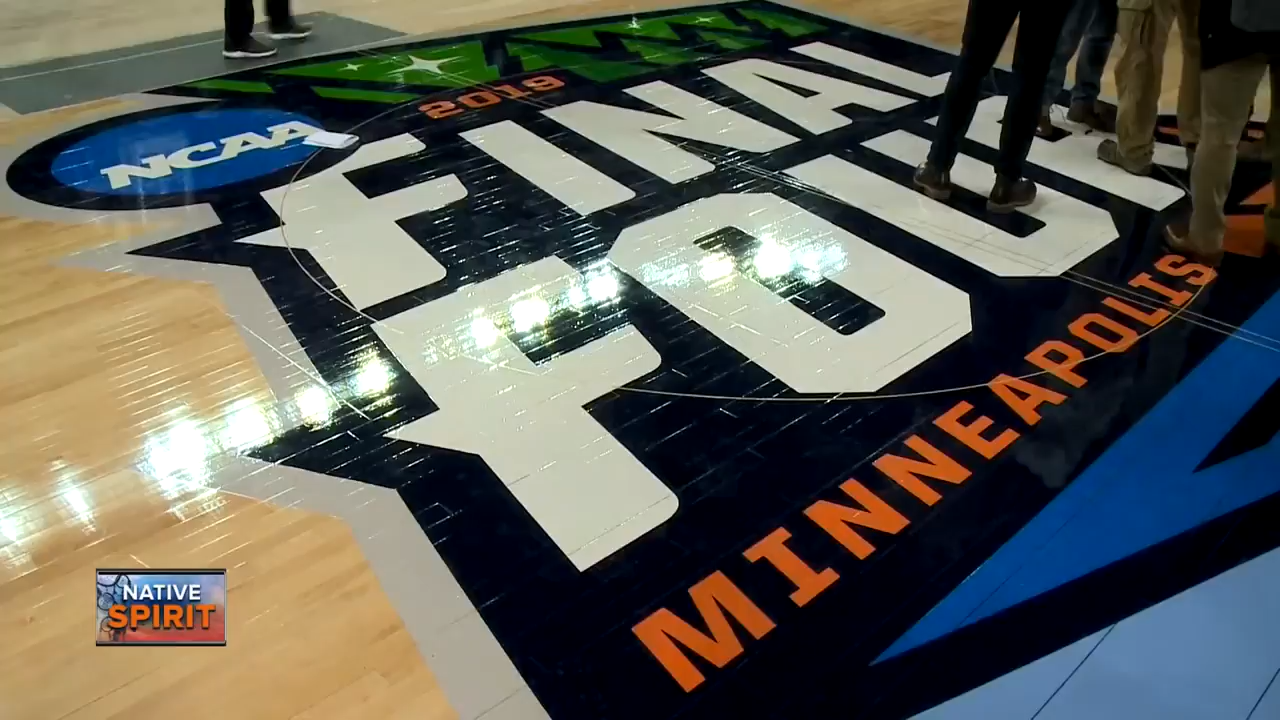 2019
NCAA
FINAL
FOUR
MINNEAPOLIS
NATIVE
SPIRIT